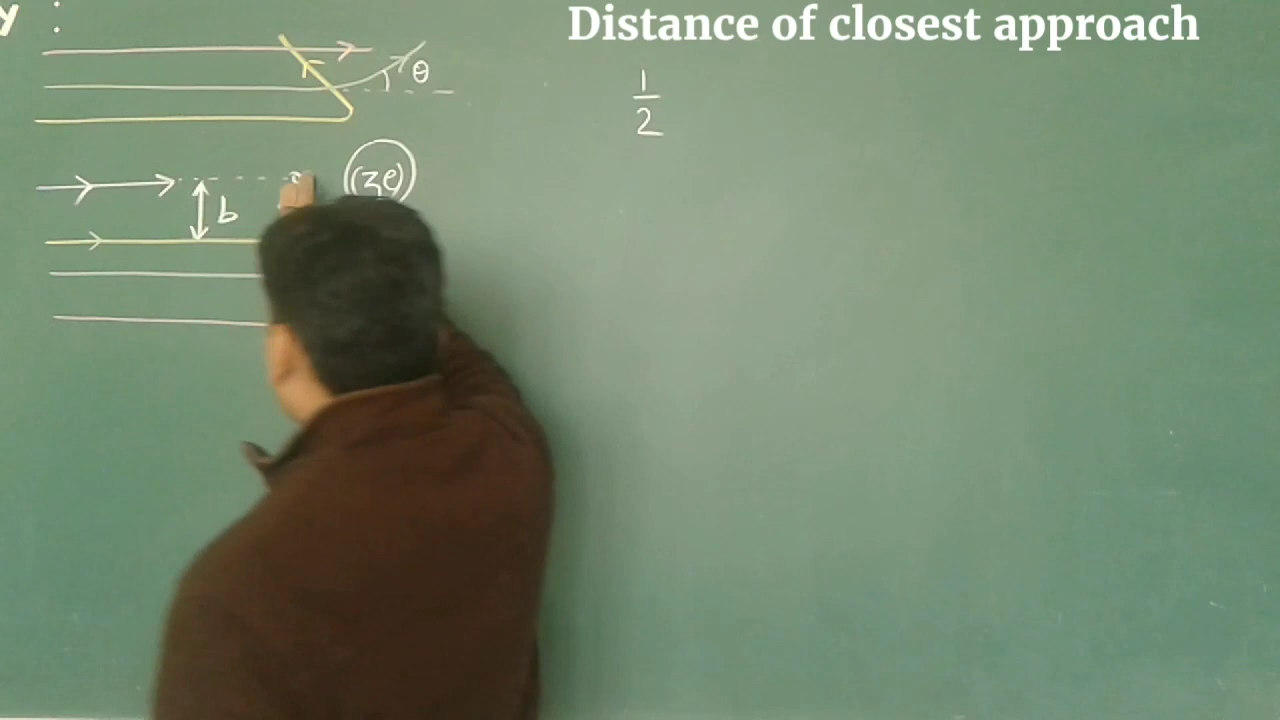 Distance of closest approach
y :
θ
1
2
(ze)
b